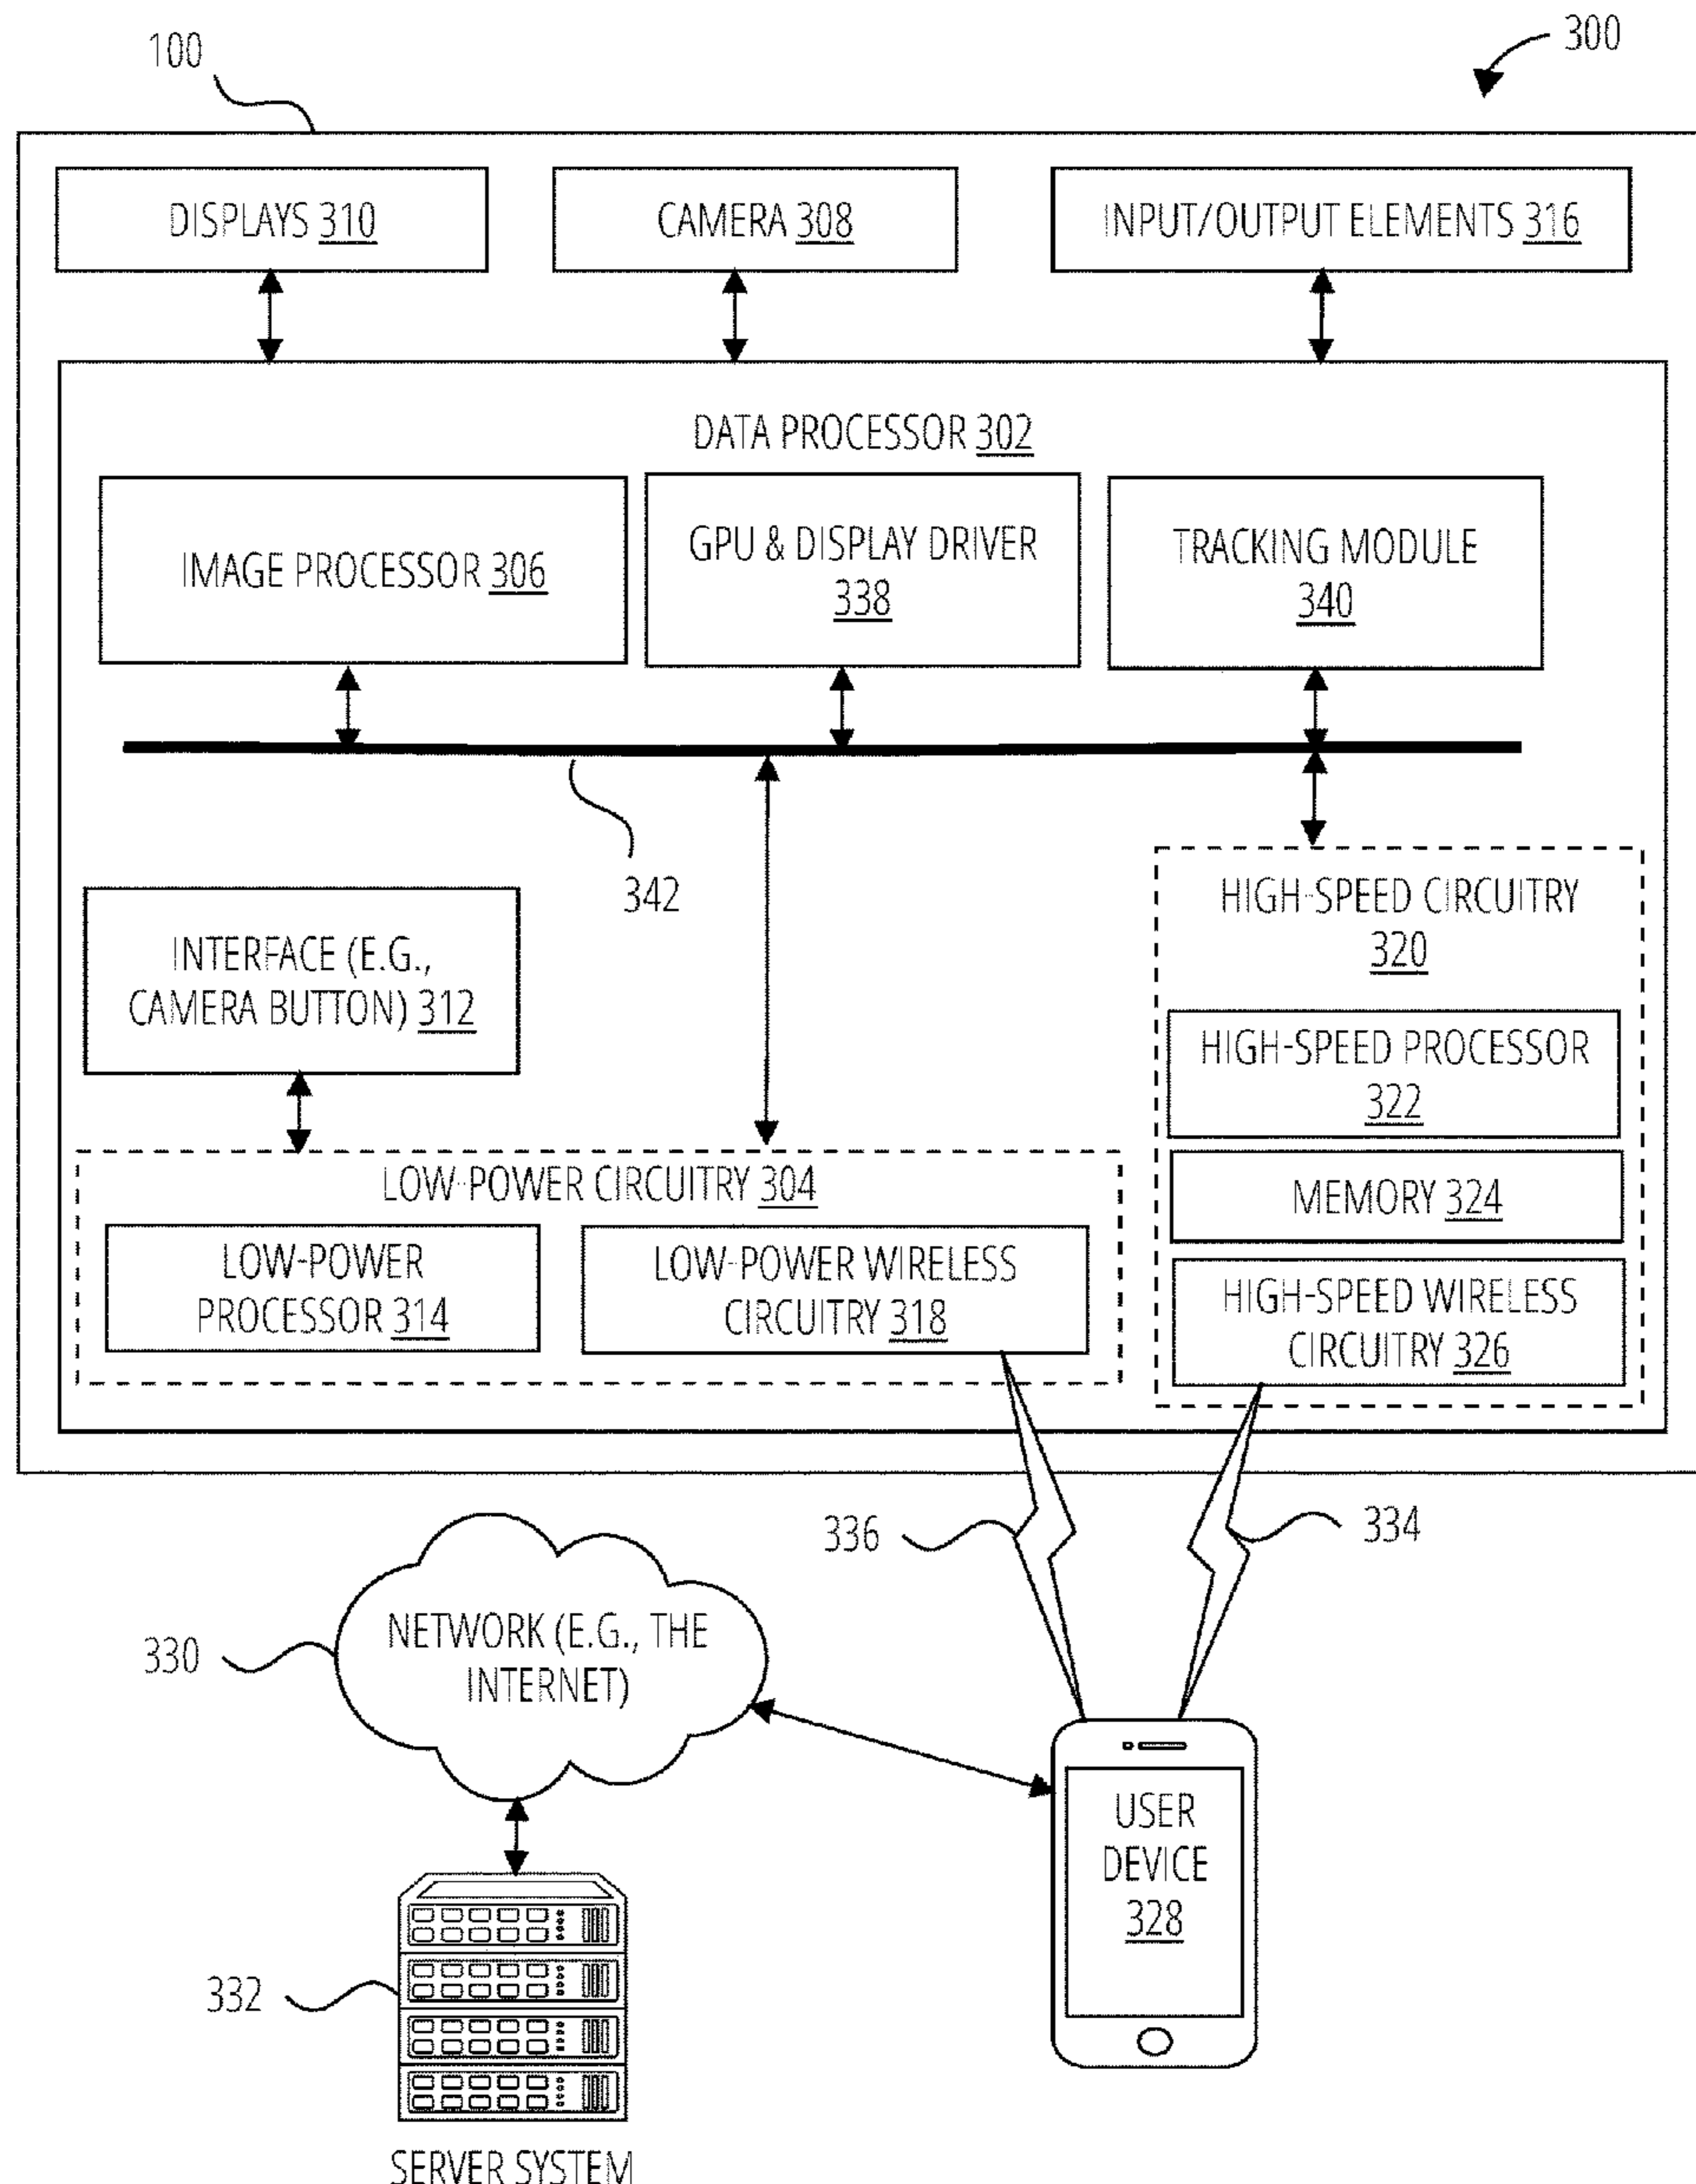 100
300
DISPLAYS 310
CAMERA 308
INPUT/OUTPUT ELEMENTS 316
DATA PROCESSOR 302
IMAGE PROCESSOR 306
GPU & DISPLAY DRIVER
338
TRACKING MODULE
340
342
INTERFACE (E.G.,
CAMERA BUTTON) 312
HIGH-SPEED CIRCUITRY
320
HIGH-SPEED PROCESSOR
322
MEMORY 324
HIGH-SPEED WIRELESS
CIRCUITRY 326
LOW-POWER CIRCUITRY 304
LOW-POWER
PROCESSOR 314
LOW-POWER WIRELESS
CIRCUITRY 318
336
334
330
NETWORK (E.G., THE
INTERNET)
USER
DEVICE
328
332
SERVER SYSTEM